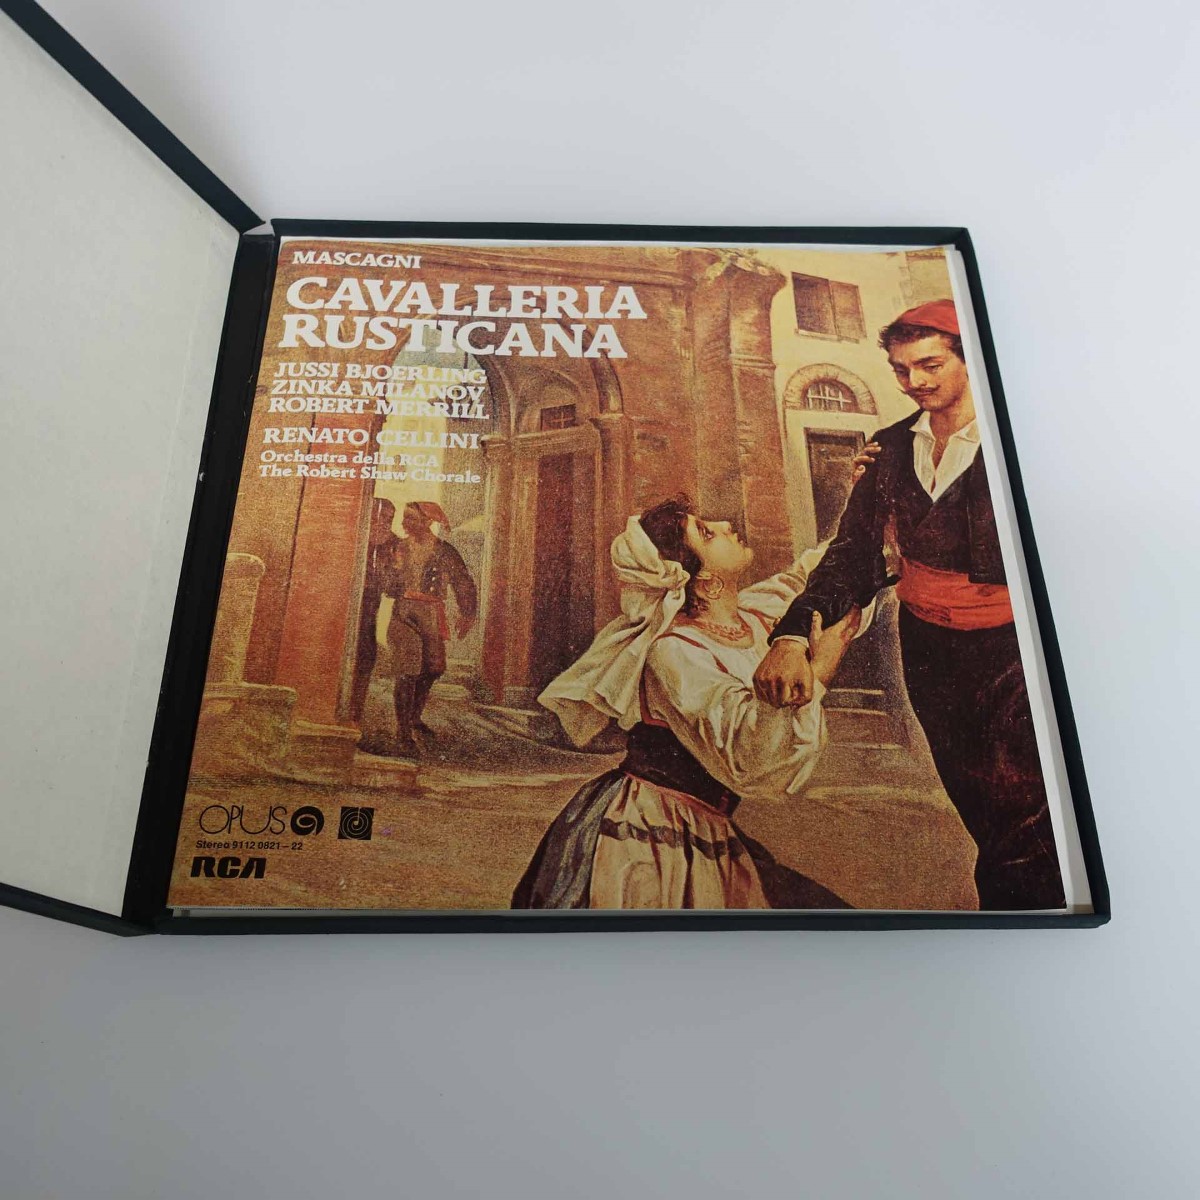 MASCAGNI
CAVALLERIA
RUSTICANA
JUSSI BJOERLING
ZINKA MILANOV
ROBERT MERRILL
RENATO CELLINI
Orchestra della RCA
The Robert Shaw Chorale
OPUS
Stereo 9112 0821-22
RCA